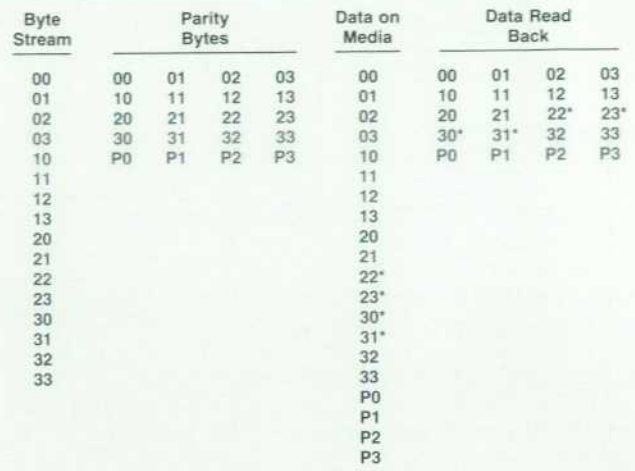 Byte Parity Data on Data Read
Stream Bytes Media Back
00 00 01 02 03 00 00 01 02 03
01 10 11 12 13 01 10 11 12 13
02 20 21 22 23 02 20 21 22* 23*
03 30 31 32 33 03 30* 31* 32 33
10 P0 P1 P2 P3 10 P0 P1 P2 P3
11 11
12 12
13 13
20 20
21 21
22 22*
23 23*
30 30*
31 31*
32 32
33 33
P0
P1
P2
P3